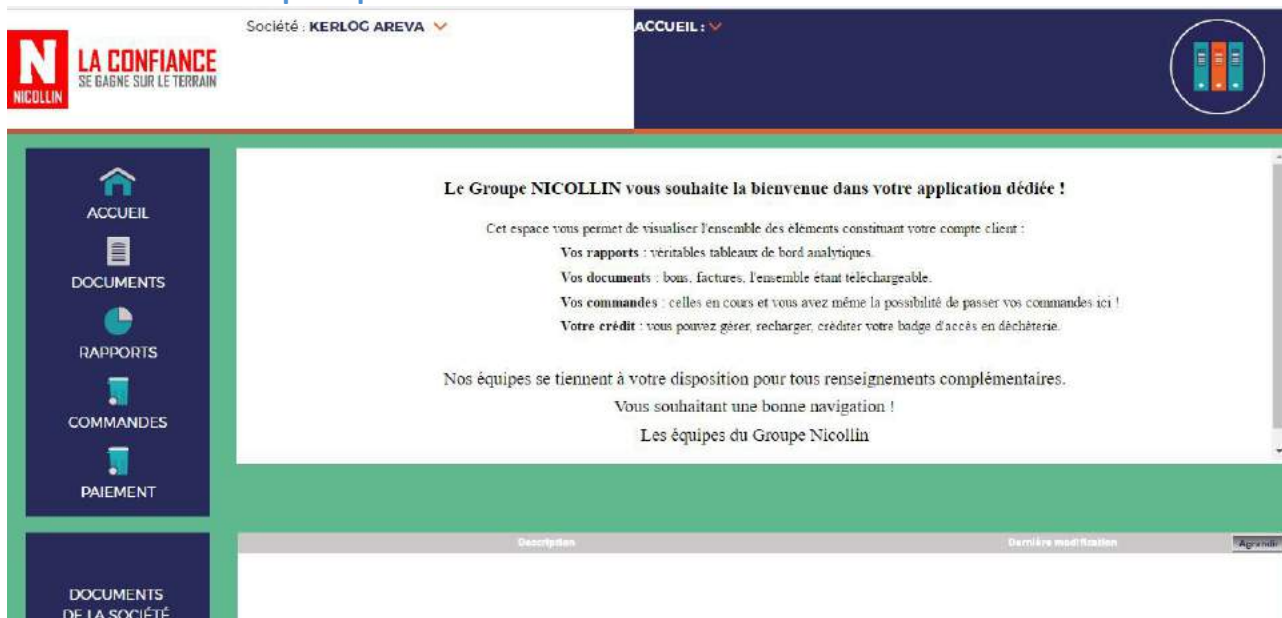 Société : KERLOG AREVA
ACCUEIL :
N
NICOLLIN
LA CONFIANCE
SE GAGNE SUR LE TERRAIN
ACCUEIL
DOCUMENTS
RAPPORTS
COMMANDES
PAIEMENT
Le Groupe NICOLLIN vous souhaite la bienvenue dans votre application dédiée !
Cet espace vous permet de visualiser l'ensemble des éléments constituant votre compte client :
Vos rapports : véritables tableaux de bord analytiques.
Vos documents : bons, factures, l'ensemble étant téléchargeable.
Vos commandes : celles en cours et vous avez même la possibilité de passer vos commandes ici !
Votre crédit : vous pouvez gérer, recharger, créditer votre badge d'accès en déchèterie.
Nos équipes se tiennent à votre disposition pour tous renseignements complémentaires.
Vous souhaitant une bonne navigation !
Les équipes du Groupe Nicollin
Description
Dernière modification
Agrandir
DOCUMENTS
DE LA SOCIÉTÉ